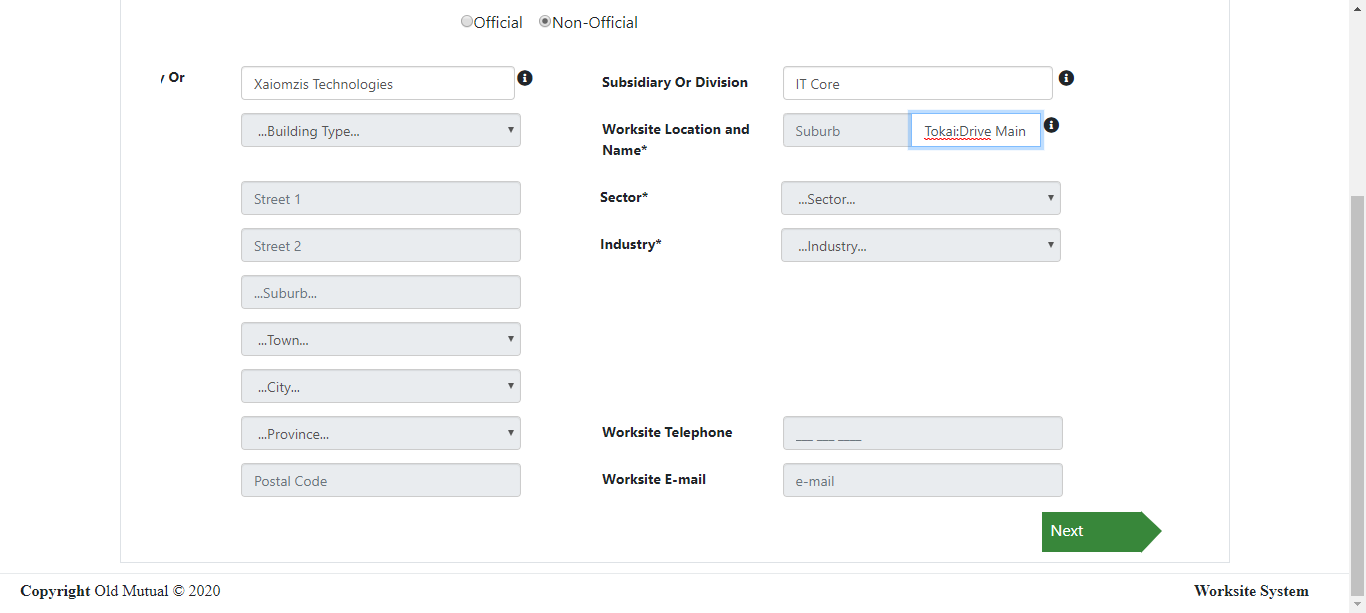 Official Non-Official
Or Xaiomzis Technologies Subsidiary Or Division IT Core
...Building Type... Worksite Location and Name* Suburb Tokai:Drive Main
Street 1 Sector* ...Sector...
Street 2 Industry* ...Industry...
...Suburb...
...Town...
...City...
...Province... Worksite Telephone ___ ___ ____
Postal Code Worksite E-mail e-mail
Next
Copyright Old Mutual © 2020 Worksite System